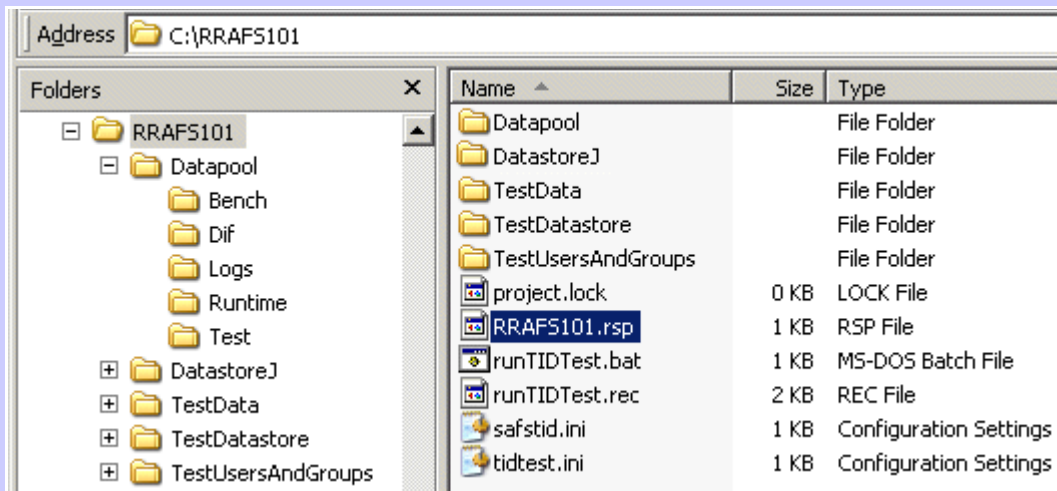 Address C:\RRAFS101
Folders
RRAFS101
Datapool
Bench
Dif
Logs
Runtime
Test
DatastoreJ
TestData
TestDatastore
TestUsersAndGroups
Name Size Type
Datapool File Folder
DatastoreJ File Folder
TestData File Folder
TestDatastore File Folder
TestUsersAndGroups File Folder
project.lock 0 KB LOCK File
RRAFS101.rsp 1 KB RSP File
runTIDTest.bat 1 KB MS-DOS Batch File
runTIDTest.rec 2 KB REC File
safstid.ini 1 KB Configuration Settings
tidtest.ini 1 KB Configuration Settings